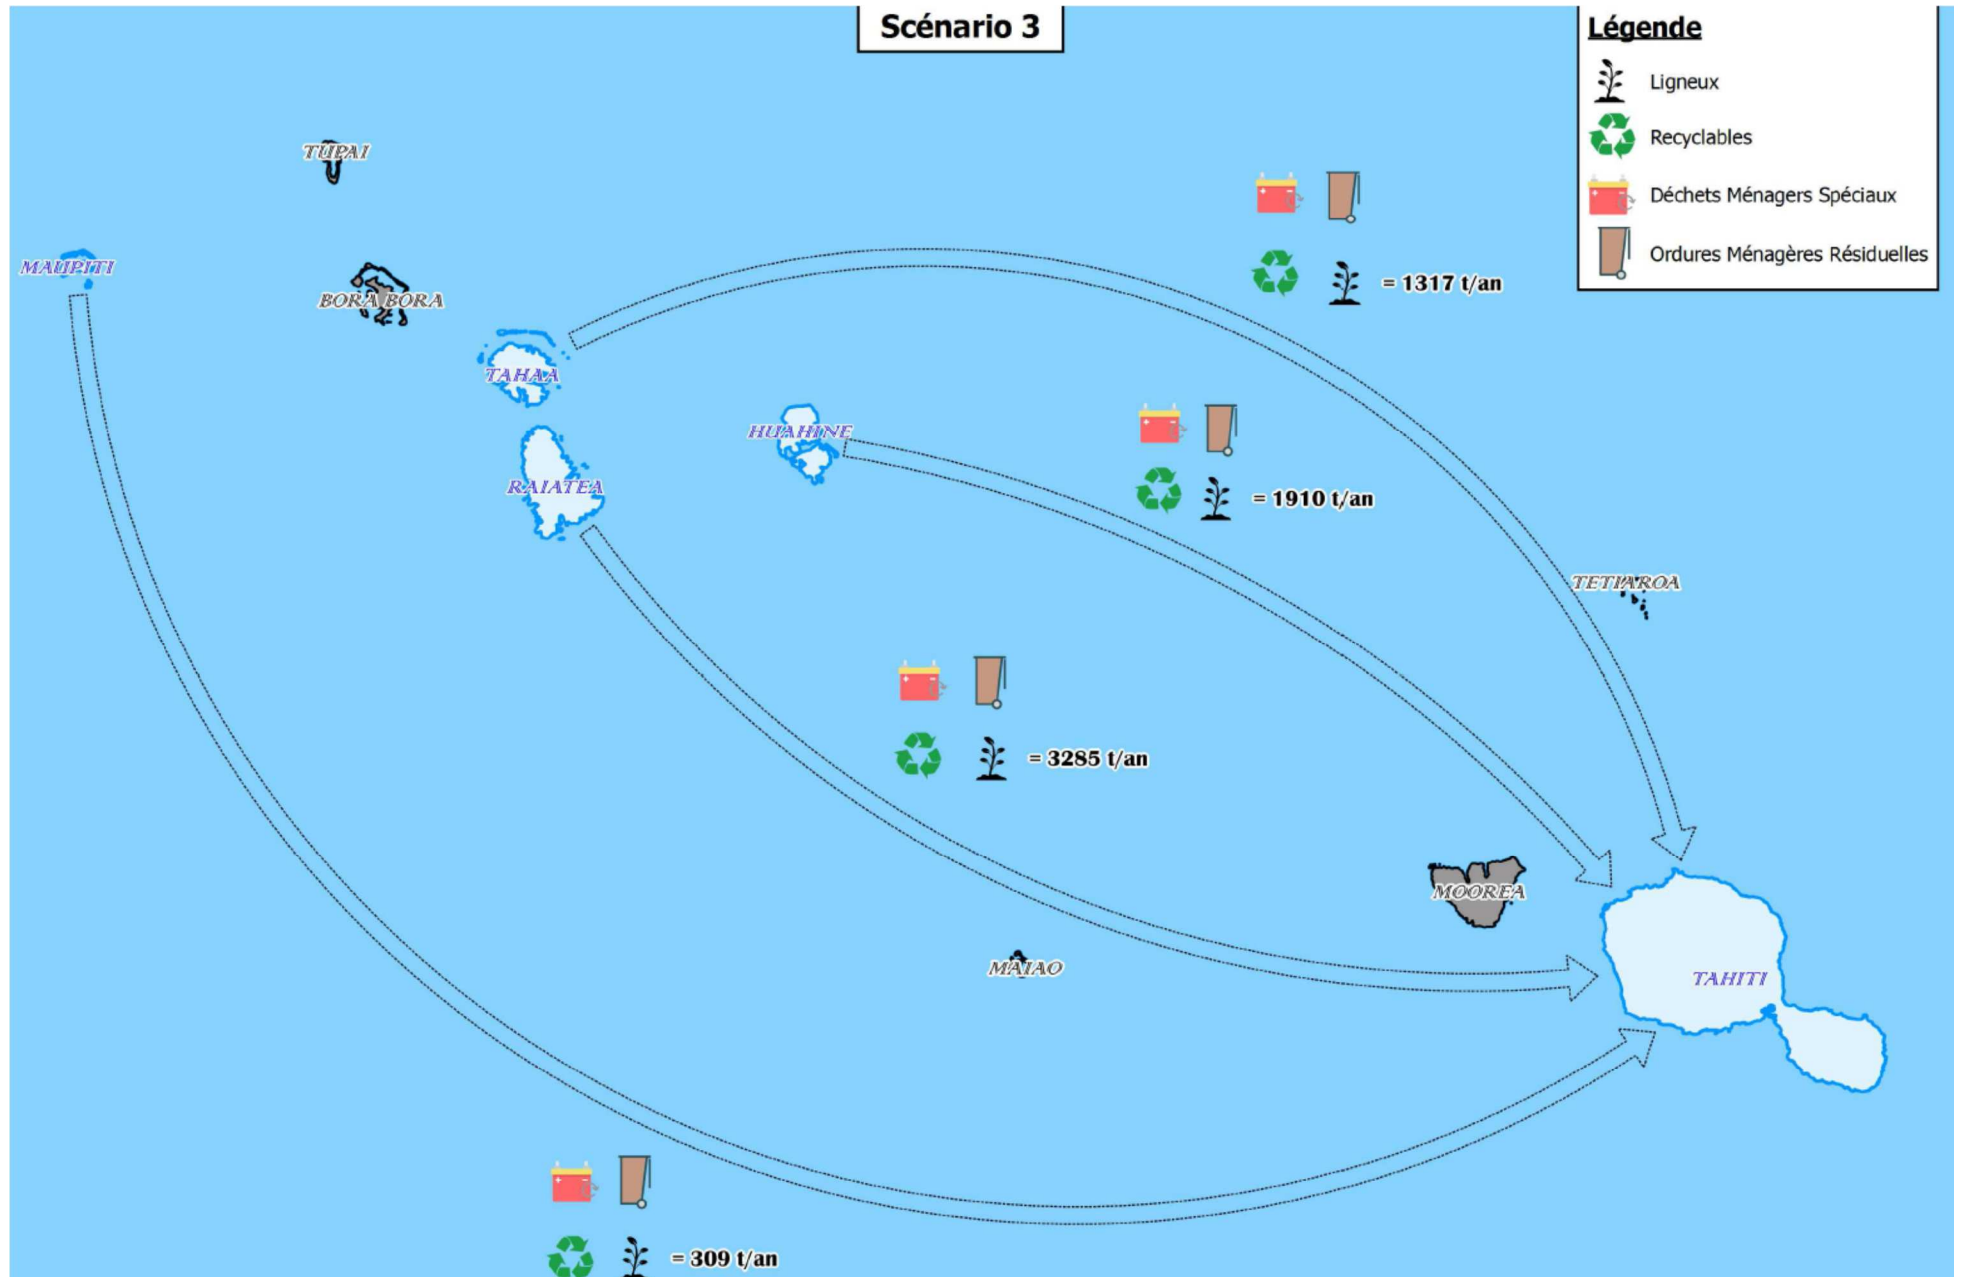 Scénario 3
Légende
Ligneux
Recyclables
Déchets Ménagers Spéciaux
Ordures Ménagères Résiduelles
TUPAI
MAUPITI
BORA BORA
= 1317 t/an
TAHAA
HUAHINE
RAIATEA
= 1910 t/an
TETIAROA
= 3285 t/an
MOOREA
MAIAO
TAHITI
= 309 t/an